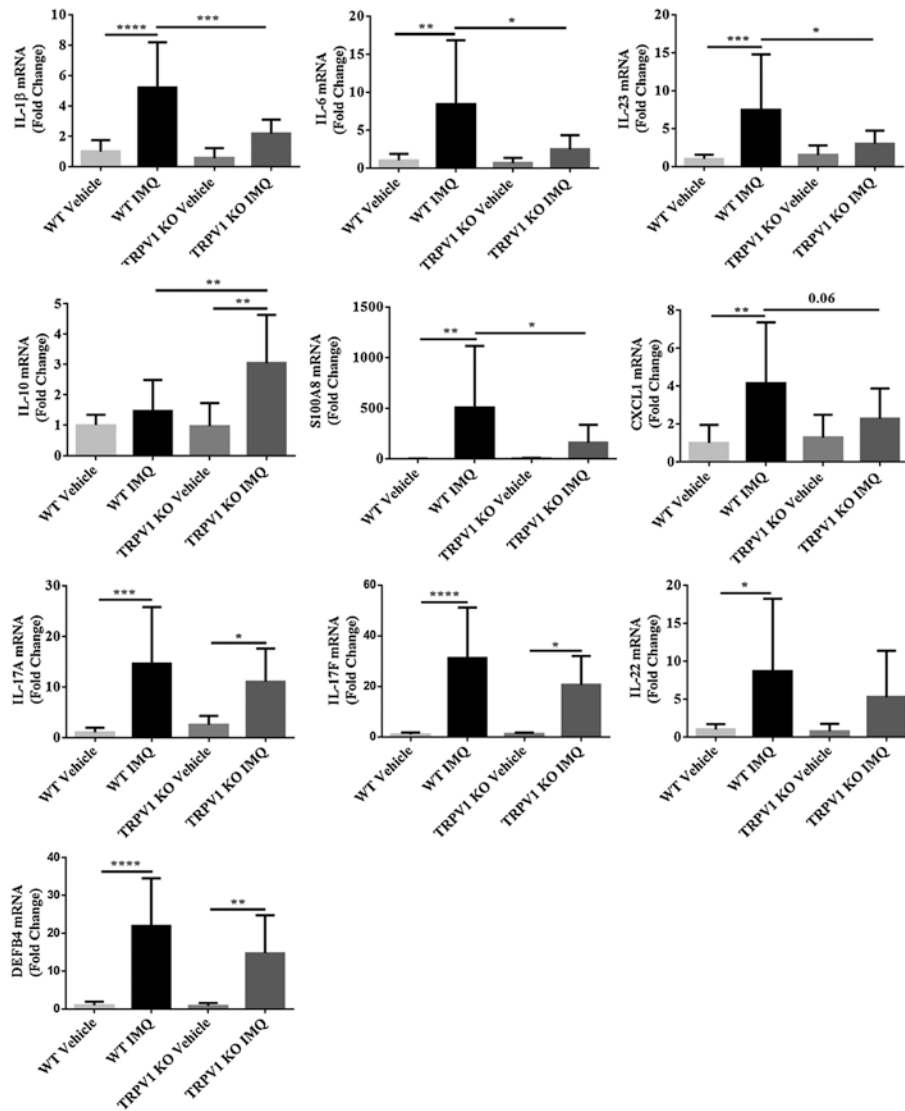 IL-1β mRNA
(Fold Change)
10
8
6
4
2
0
****
***
WT Vehicle
WT IMQ
TRPV1 KO Vehicle
TRPV1 KO IMQ
IL-6 mRNA
(Fold Change)
20
15
10
5
0
**
*
WT Vehicle
WT IMQ
TRPV1 KO Vehicle
TRPV1 KO IMQ
IL-23 mRNA
(Fold Change)
20
15
10
5
0
***
*
WT Vehicle
WT IMQ
TRPV1 KO Vehicle
TRPV1 KO IMQ
IL-10 mRNA
(Fold Change)
5
4
3
2
1
0
**
**
WT Vehicle
WT IMQ
TRPV1 KO Vehicle
TRPV1 KO IMQ
S100A8 mRNA
(Fold Change)
1500
1000
500
0
**
*
WT Vehicle
WT IMQ
TRPV1 KO Vehicle
TRPV1 KO IMQ
CXCL1 mRNA
(Fold Change)
8
6
4
2
0
**
0.06
WT Vehicle
WT IMQ
TRPV1 KO Vehicle
TRPV1 KO IMQ
IL-17A mRNA
(Fold Change)
30
20
10
0
***
*
WT Vehicle
WT IMQ
TRPV1 KO Vehicle
TRPV1 KO IMQ
IL-17F mRNA
(Fold Change)
60
40
20
0
****
*
WT Vehicle
WT IMQ
TRPV1 KO Vehicle
TRPV1 KO IMQ
IL-22 mRNA
(Fold Change)
20
15
10
5
0
*
WT Vehicle
WT IMQ
TRPV1 KO Vehicle
TRPV1 KO IMQ
DEFB4 mRNA
(Fold Change)
40
30
20
10
0
****
**
WT Vehicle
WT IMQ
TRPV1 KO Vehicle
TRPV1 KO IMQ